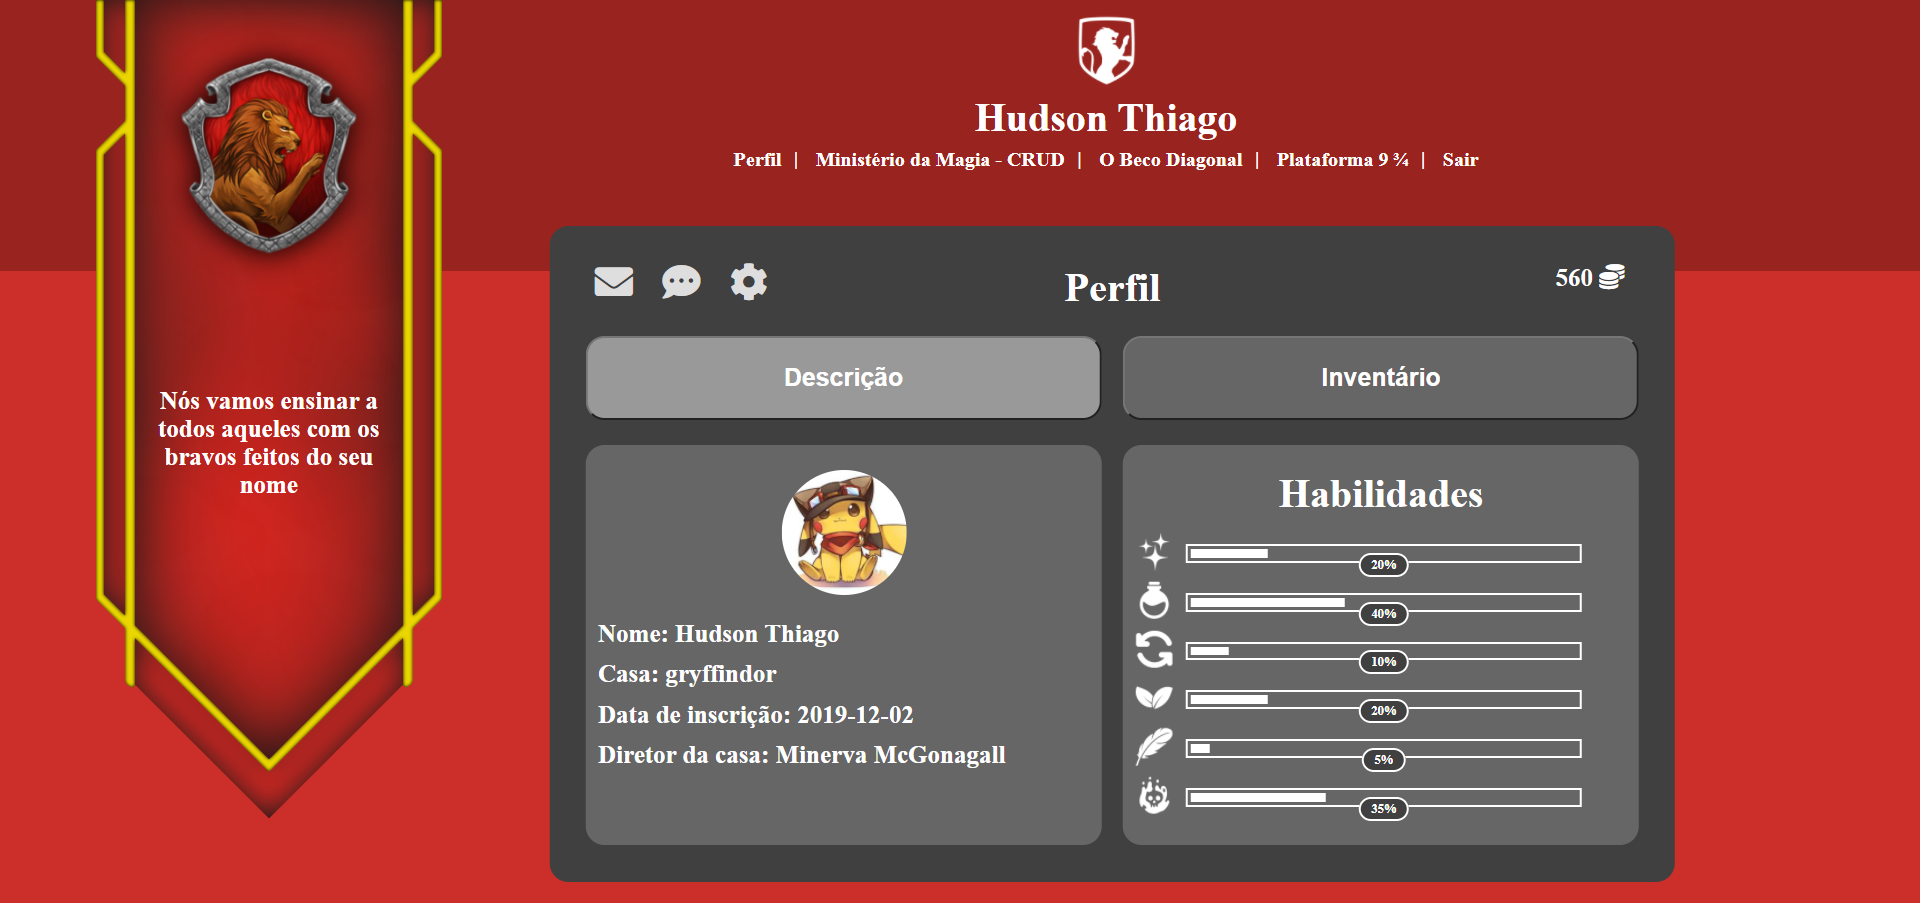 Hudson Thiago
Perfil | Ministério da Magia - CRUD | O Beco Diagonal | Plataforma 9 ¾ | Sair
Nós vamos ensinar a
todos aqueles com os
bravos feitos do seu
nome
Perfil
560
Descrição
Inventário
Nome: Hudson Thiago
Casa: gryffindor
Data de inscrição: 2019-12-02
Diretor da casa: Minerva McGonagall
Habilidades
20%
40%
10%
20%
5%
35%